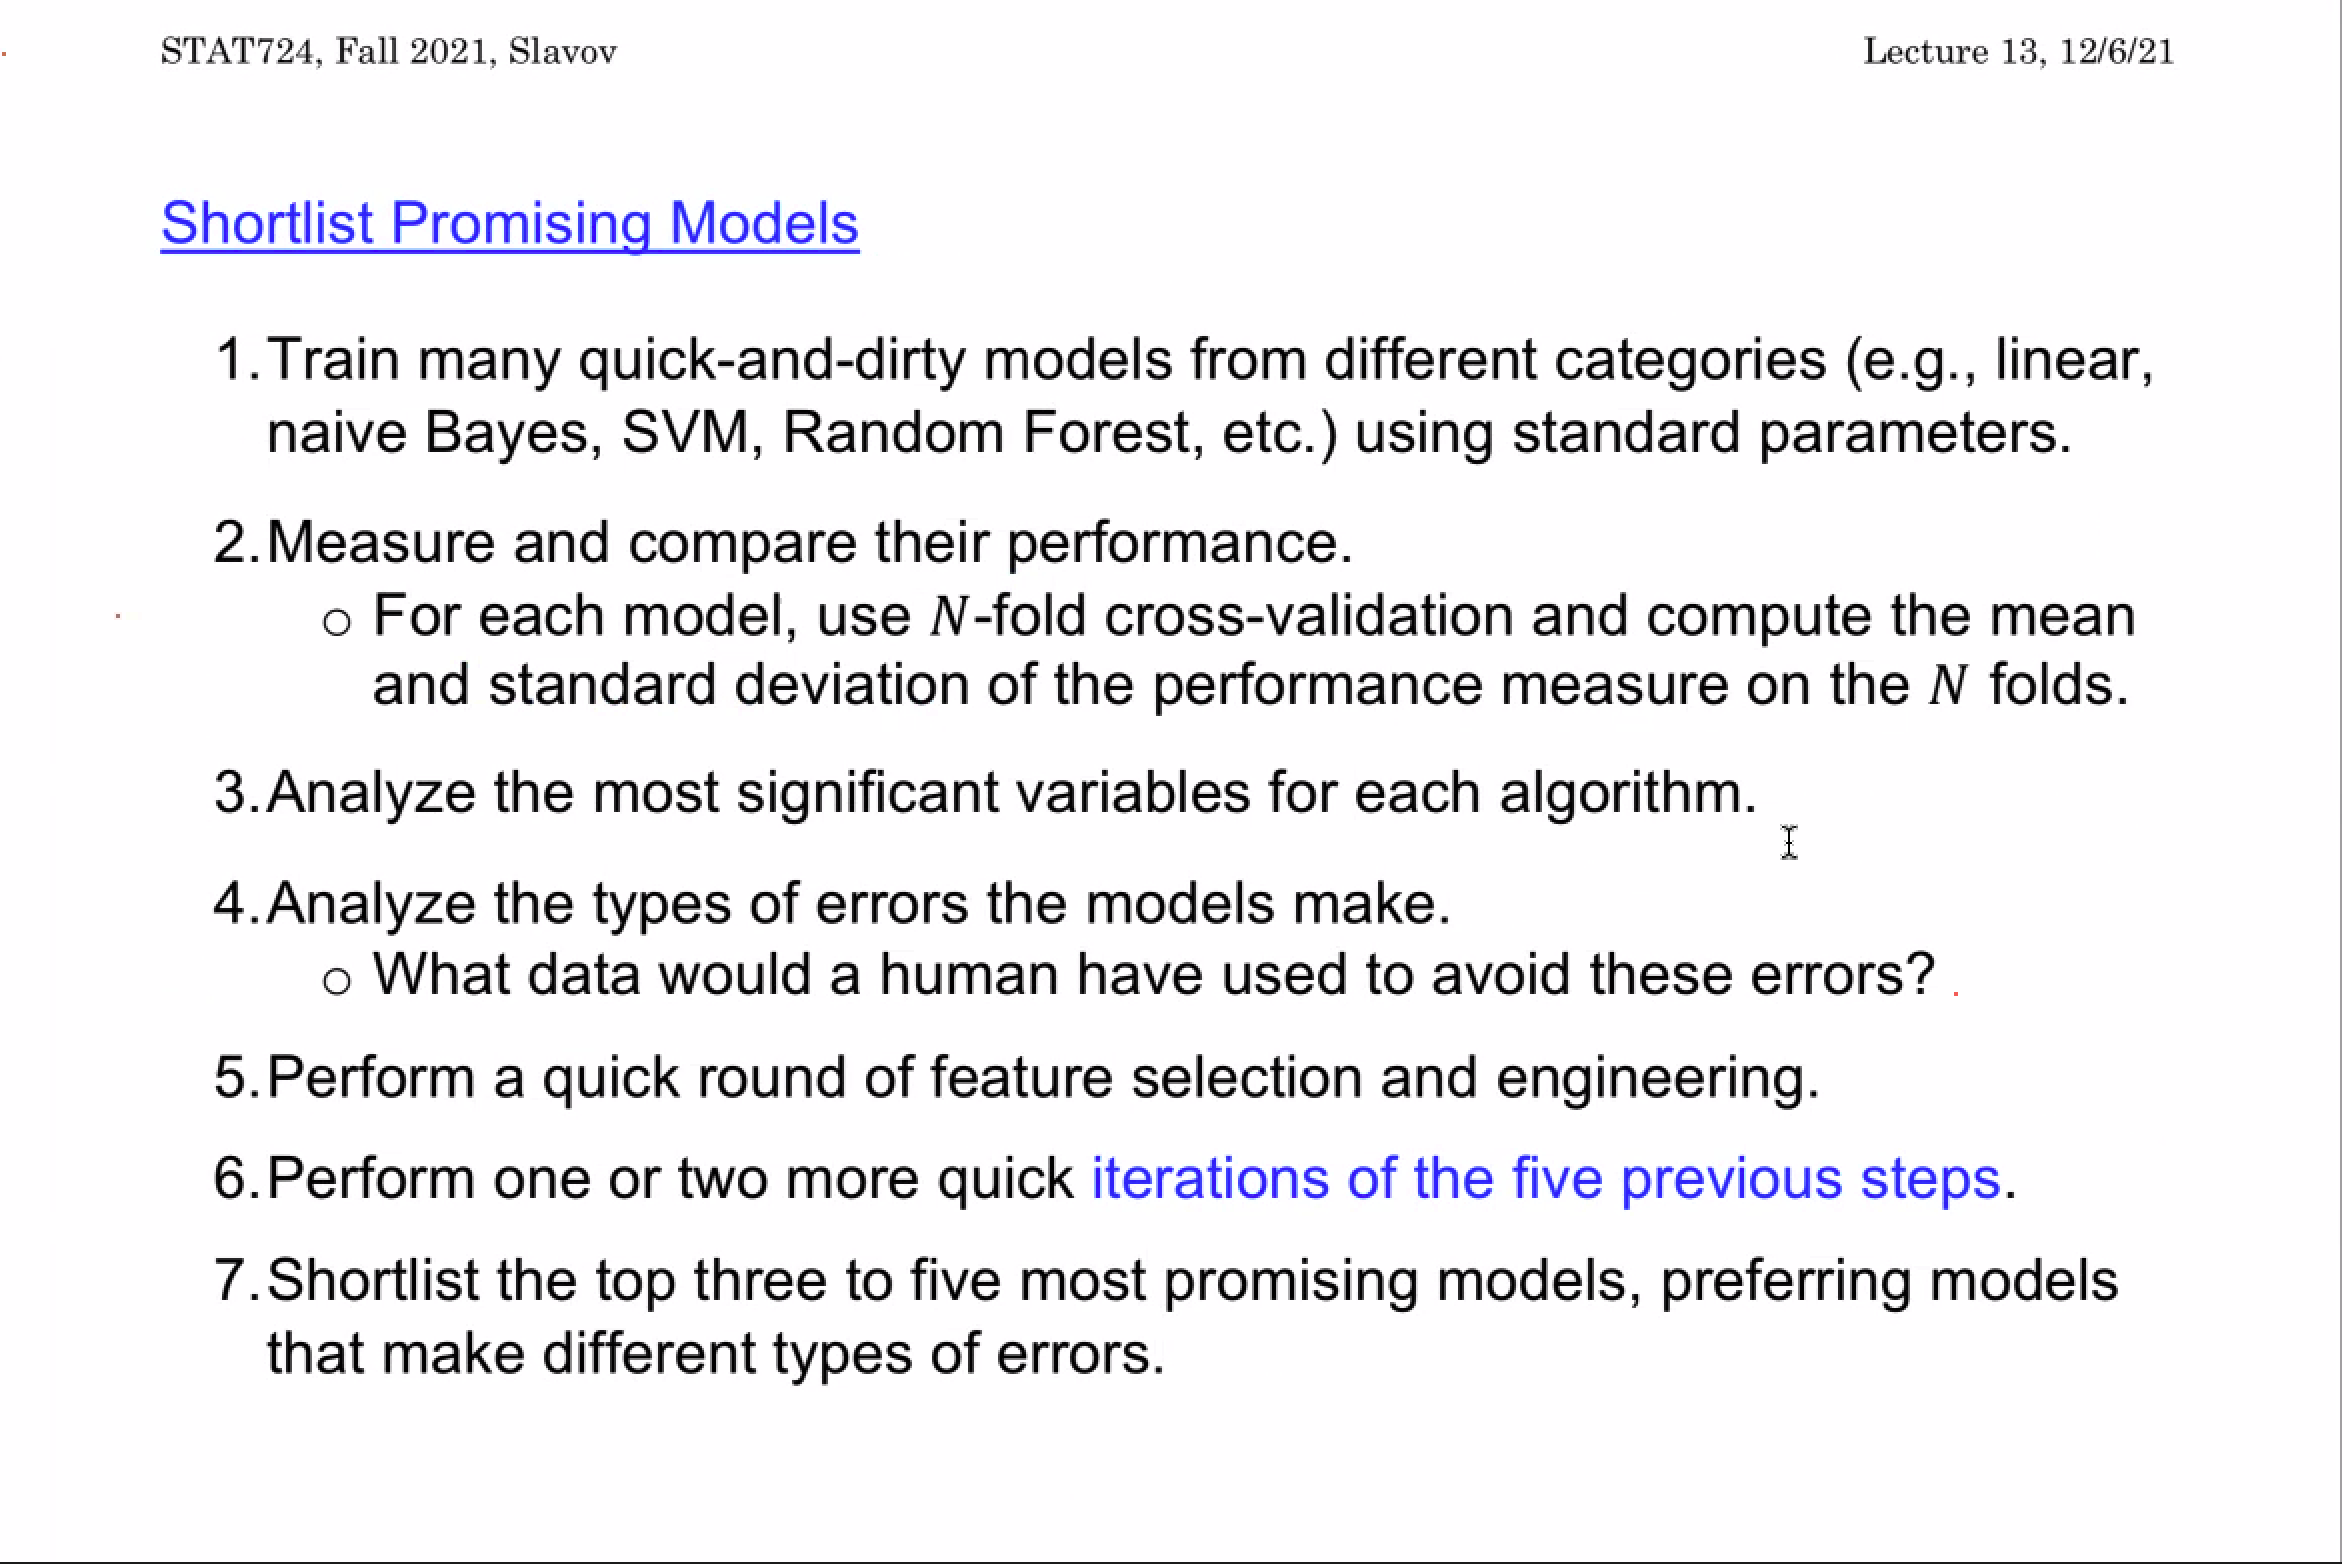 STAT724, Fall 2021, Slavov
Lecture 13, 12/6/21
Shortlist Promising Models
1. Train many quick-and-dirty models from different categories (e.g., linear,
naive Bayes, SVM, Random Forest, etc.) using standard parameters.
2. Measure and compare their performance.
o For each model, use N-fold cross-validation and compute the mean
and standard deviation of the performance measure on the N folds.
3. Analyze the most significant variables for each algorithm.
4. Analyze the types of errors the models make.
o What data would a human have used to avoid these errors?
5. Perform a quick round of feature selection and engineering.
6. Perform one or two more quick iterations of the five previous steps.
7. Shortlist the top three to five most promising models, preferring models
that make different types of errors.